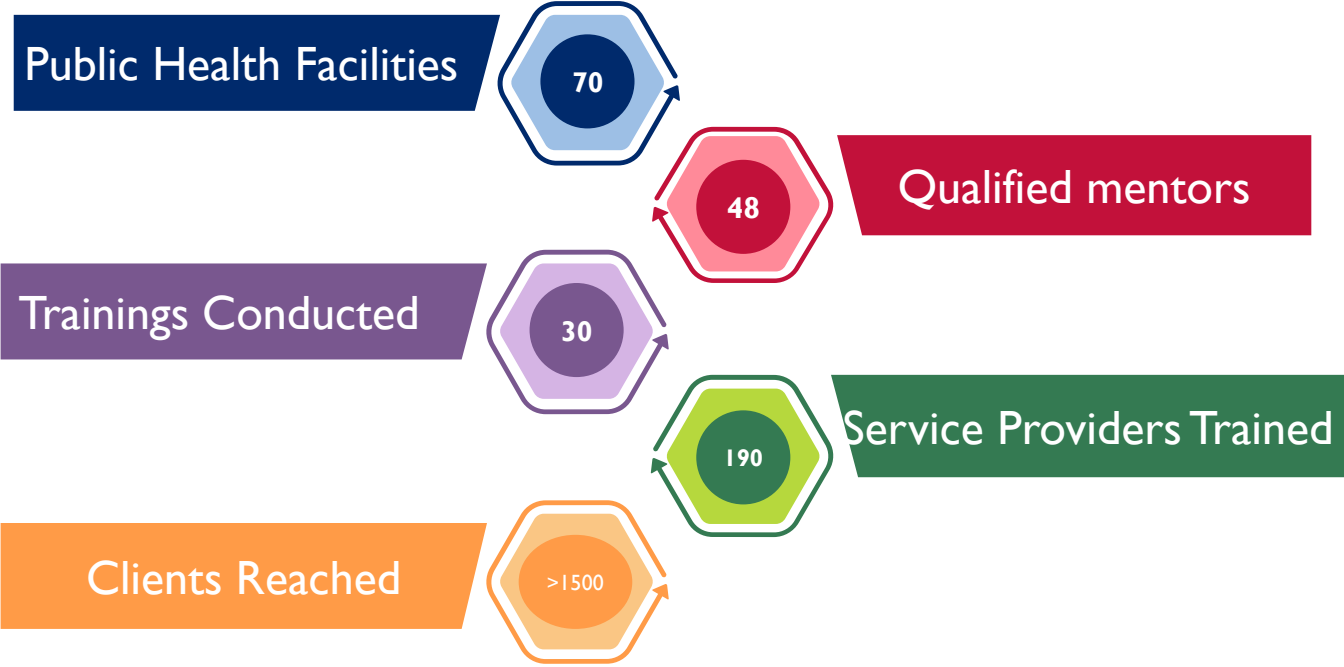 Public Health Facilities
70
48
Qualified mentors
Trainings Conducted
30
190
Service Providers Trained
Clients Reached
>1500